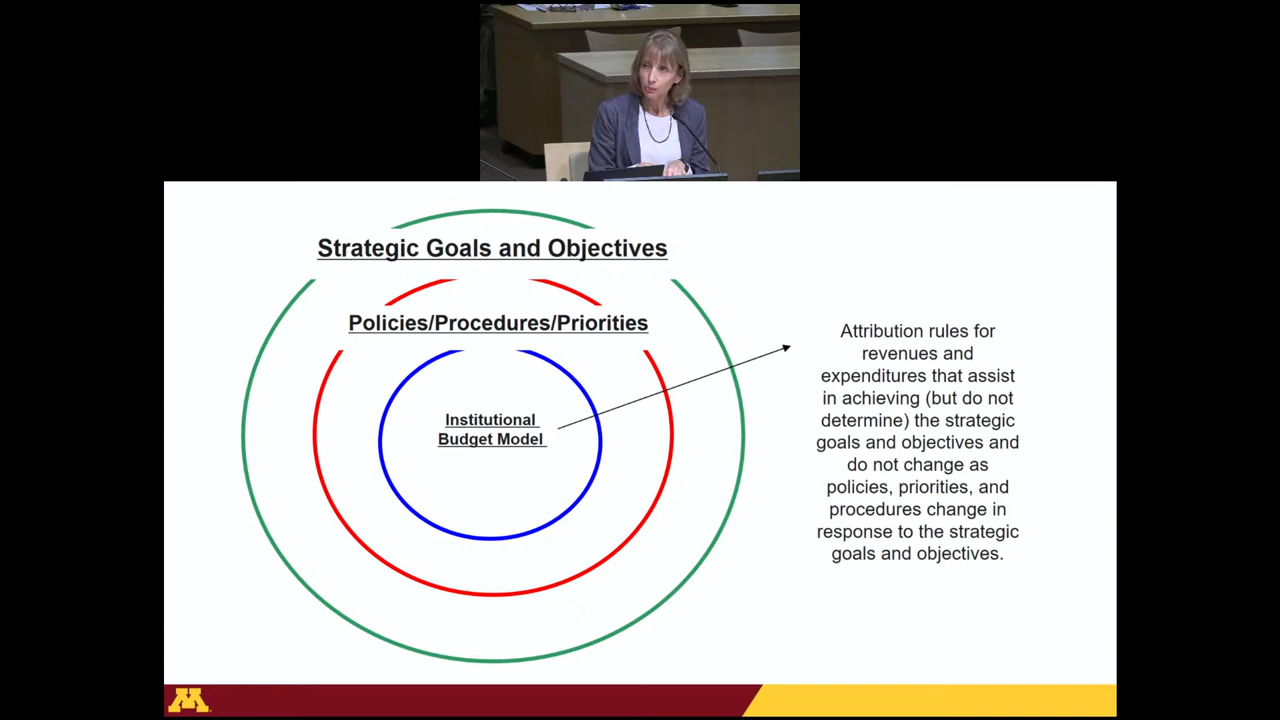 Strategic Goals and Objectives
Policies/Procedures/Priorities
Institutional
Budget Model
Attribution rules for
revenues and
expenditures that assist
in achieving (but do not
determine) the strategic
goals and objectives and
do not change as
policies, priorities, and
procedures change in
response to the strategic
goals and objectives.
M